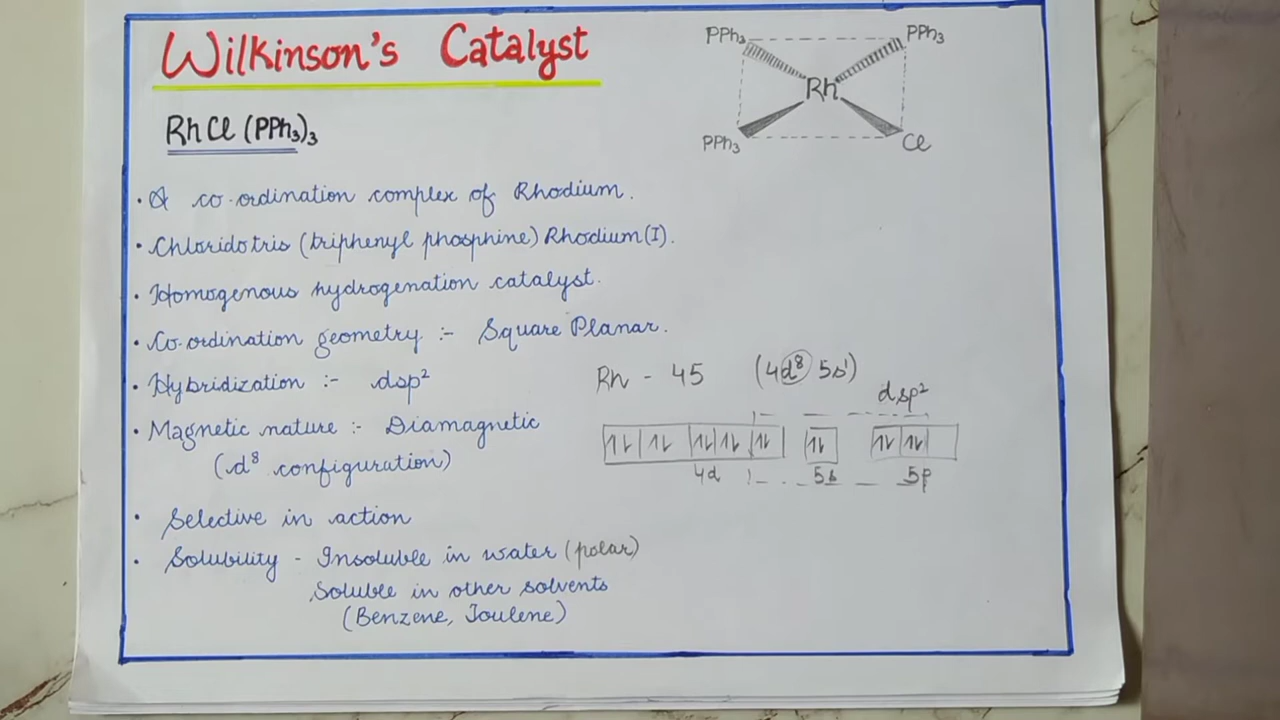 Wilkinson's Catalyst
RhCl(PPh₃)₃
PPh₃ PPh₃
Rh
PPh₃ Cl
• A co-ordination complex of Rhodium.
• Chloridotris (triphenyl phosphine) Rhodium(I).
• Homogenous hydrogenation catalyst.
• Co-ordination geometry :- Square Planar.
• Hybridization :- dsp²
• Magnetic nature :- Diamagnetic
(d⁸ configuration)
Rh - 45 (4d⁸ 5s¹)
dsp²
⥮ ⥮ ⥮ ⥮ ⥮ ⥮ ⥮ ⥮
4d 5s 5p
• Selective in action
• Solubility - Insoluble in water (polar)
Soluble in other solvents
(Benzene, Toulene)